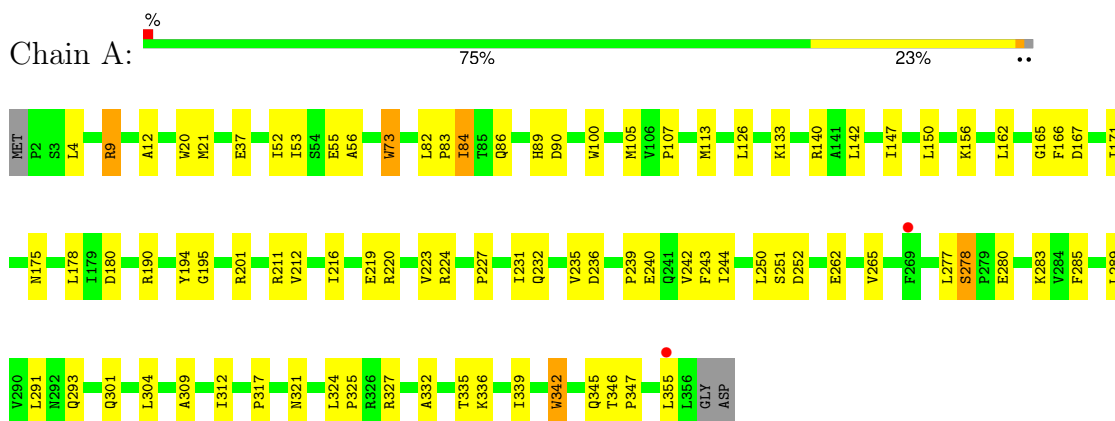 %
Chain A:
75% 23% ••
MET P2 S3 L4 R9 A12 W20 M21 E37 I52 I53 S54 E55 A56 W73 L82 P83 I84 T85 Q86 H89 D90 W100 M105 V106 P107 M113 L126 K133 R140 A141 L142 I147 L150 K156 L162 G165 F166 D167 I171
N175 L178 I179 D180 R190 Y194 G195 R201 R211 V212 I216 E219 R220 V223 R224 P227 I231 Q232 V235 D236 P239 E240 Q241 V242 F243 I244 L250 S251 D252 E262 V265 F269 L277 S278 P279 E280 K283 V284 F285 L289
V290 L291 N292 Q293 Q301 L304 A309 I312 P317 N321 L324 P325 R326 R327 A332 T335 K336 I339 W342 Q345 T346 P347 L355 L356 GLY ASP